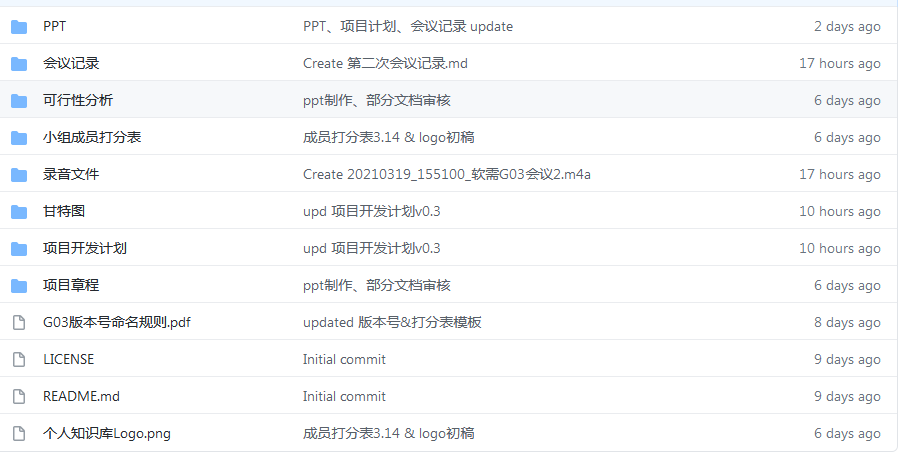 PPT PPT、项目计划、会议记录 update 2 days ago
会议记录 Create 第二次会议记录.md 17 hours ago
可行性分析 ppt制作、部分文档审核 6 days ago
小组成员打分表 成员打分表3.14 & logo初稿 6 days ago
录音文件 Create 20210319_155100_软需G03会议2.m4a 17 hours ago
甘特图 upd 项目开发计划v0.3 10 hours ago
项目开发计划 upd 项目开发计划v0.3 10 hours ago
项目章程 ppt制作、部分文档审核 6 days ago
G03版本号命名规则.pdf updated 版本号&打分表模板 8 days ago
LICENSE Initial commit 9 days ago
README.md Initial commit 9 days ago
个人知识库Logo.png 成员打分表3.14 & logo初稿 6 days ago